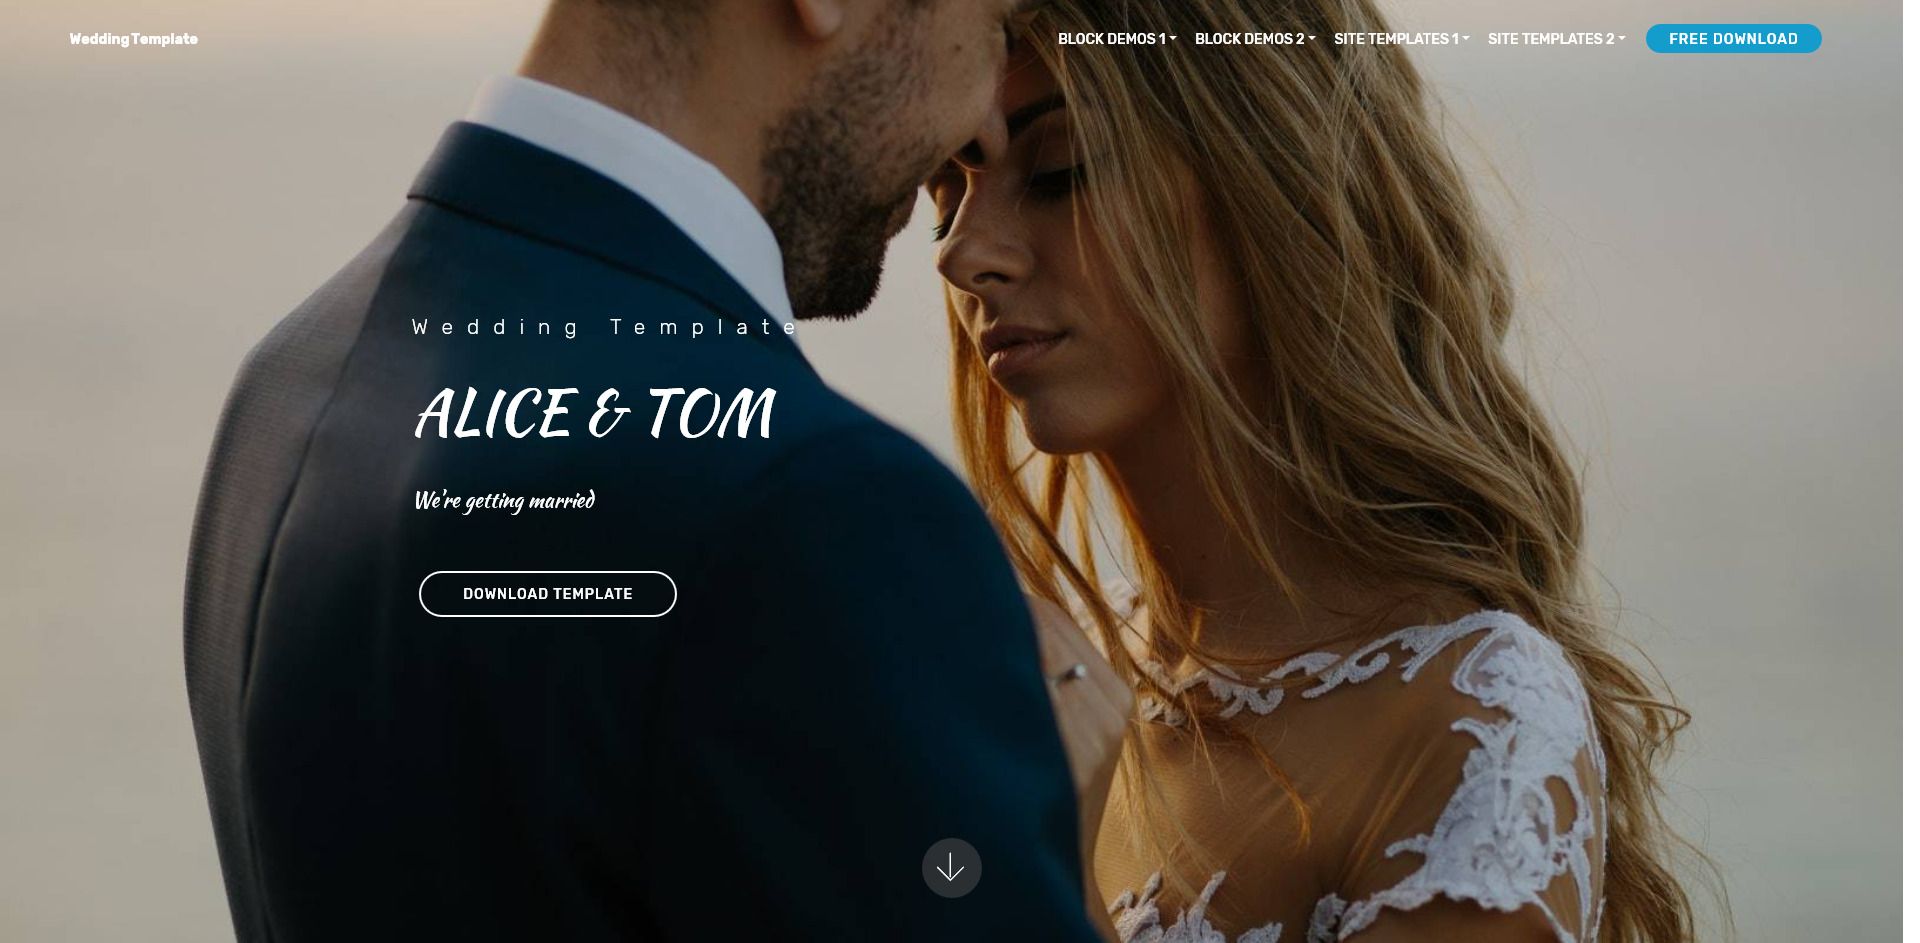 Wedding Template
BLOCK DEMOS 1 BLOCK DEMOS 2 SITE TEMPLATES 1 SITE TEMPLATES 2 FREE DOWNLOAD
Wedding Template
ALICE & TOM
We're getting married
DOWNLOAD TEMPLATE